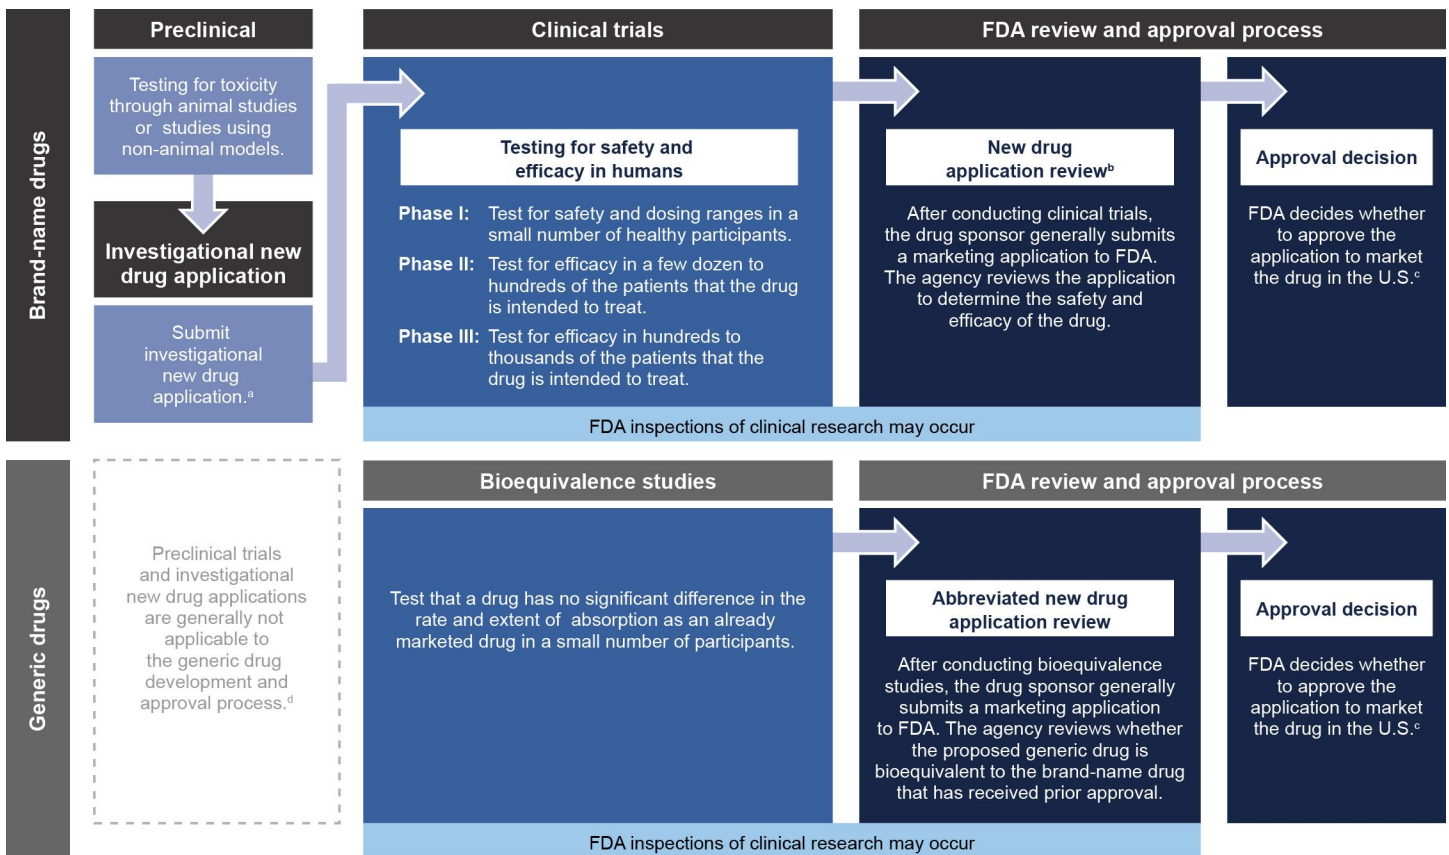 Brand-name drugs
Preclinical
Testing for toxicity
through animal studies
or studies using
non-animal models.
Investigational new
drug application
Submit
investigational
new drug
application.a
Clinical trials
Testing for safety and
efficacy in humans
Phase I: Test for safety and dosing ranges in a
small number of healthy participants.
Phase II: Test for efficacy in a few dozen to
hundreds of the patients that the drug
is intended to treat.
Phase III: Test for efficacy in hundreds to
thousands of the patients that the
drug is intended to treat.
FDA review and approval process
New drug
application reviewb
After conducting clinical trials,
the drug sponsor generally submits
a marketing application to FDA.
The agency reviews the application
to determine the safety and
efficacy of the drug.
Approval decision
FDA decides whether
to approve the
application to market
the drug in the U.S.c
FDA inspections of clinical research may occur
Generic drugs
Preclinical trials
and investigational
new drug applications
are generally not
applicable to
the generic drug
development and
approval process.d
Bioequivalence studies
Test that a drug has no significant difference in the
rate and extent of absorption as an already
marketed drug in a small number of participants.
FDA review and approval process
Abbreviated new drug
application review
After conducting bioequivalence
studies, the drug sponsor generally
submits a marketing application
to FDA. The agency reviews whether
the proposed generic drug is
bioequivalent to the brand-name drug
that has received prior approval.
Approval decision
FDA decides whether
to approve the
application to market
the drug in the U.S.c
FDA inspections of clinical research may occur